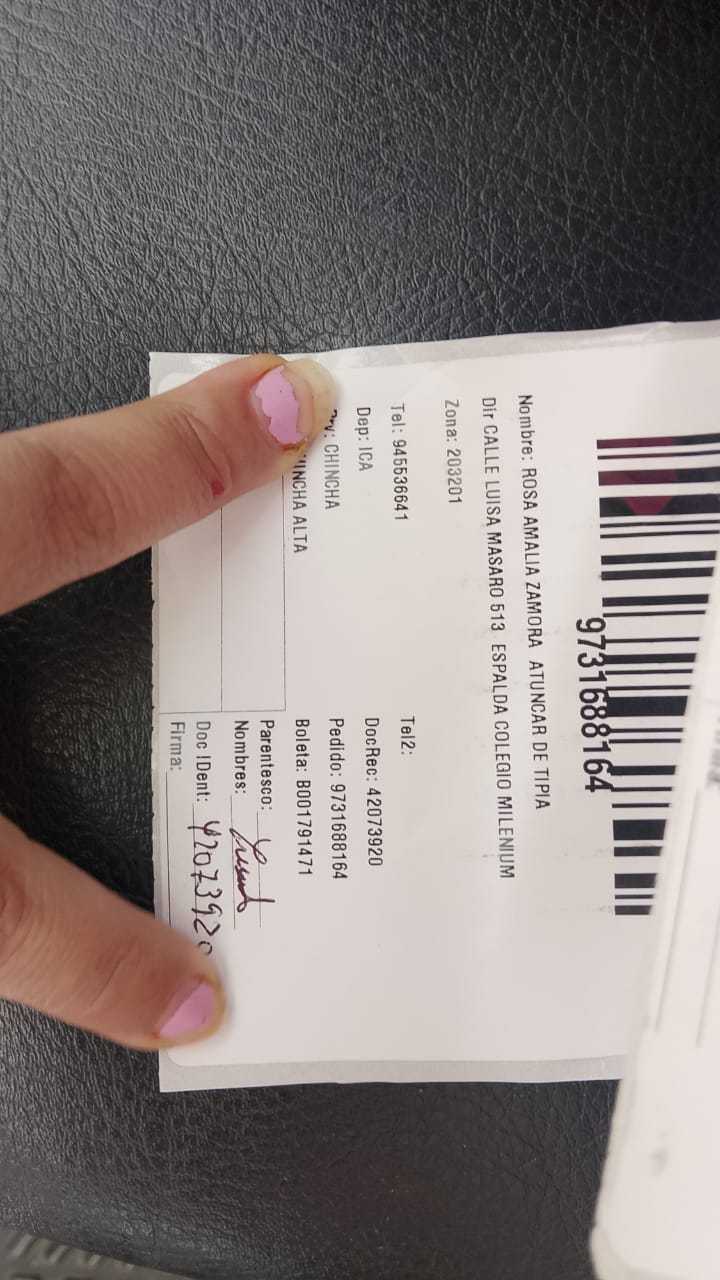 9731688164
Nombre: ROSA AMALIA ZAMORA ATUNCAR DE TIPIA
Dir CALLE LUISA MASARO 513 ESPALDA COLEGIO MILENIUM
Zona: 203201
Tel: 945536641 Tel2:
Dep: ICA DocRec: 42073920
CHINCHA Pedido: 9731688164
ALTA Boleta: B001791471
Parentesco:
Nombres:
Doc IDent: 42073920
Firma: